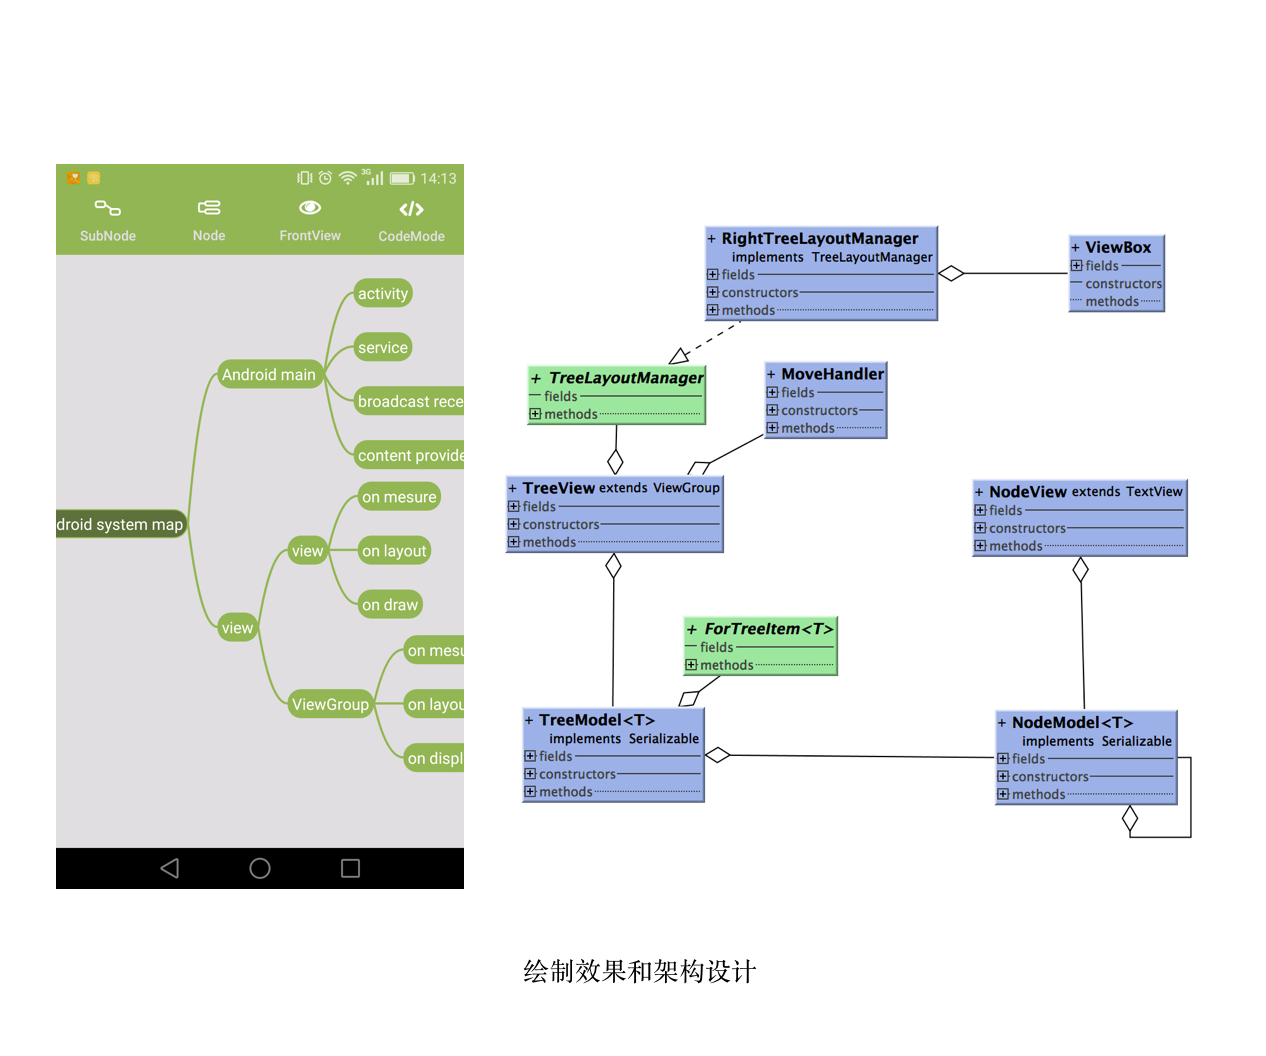 3G 14:13
SubNode Node FrontView CodeMode
activity
service
Android main
broadcast rece
content provide
on mesure
droid system map
view
on layout
on draw
view
on mesu
ViewGroup
on layou
on displ
+ RightTreeLayoutManager
implements TreeLayoutManager
fields
constructors
methods
+ ViewBox
fields
constructors
methods
+ TreeLayoutManager
fields
methods
+ MoveHandler
fields
constructors
methods
+ TreeView extends ViewGroup
fields
constructors
methods
+ NodeView extends TextView
fields
constructors
methods
+ ForTreeItem<T>
fields
methods
+ TreeModel<T>
implements Serializable
fields
constructors
methods
+ NodeModel<T>
implements Serializable
fields
constructors
methods
绘制效果和架构设计